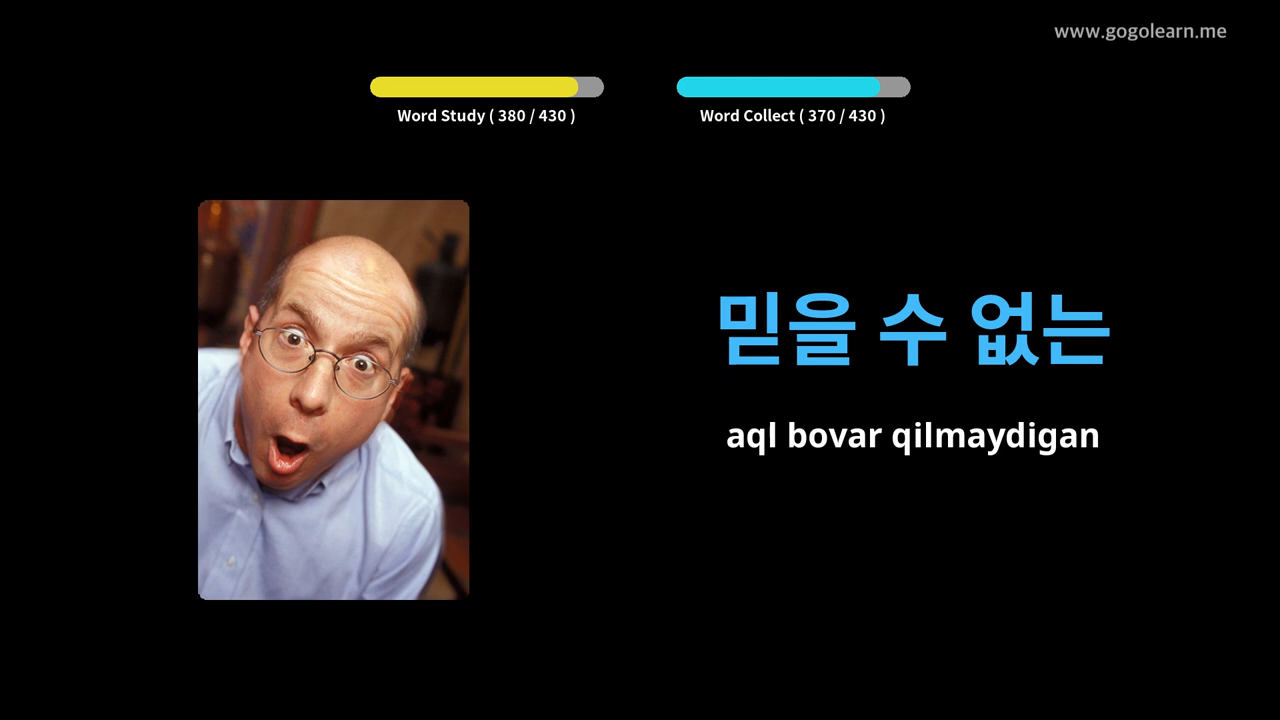 www.gogolearn.me
Word Study ( 380 / 430 )
Word Collect ( 370 / 430 )
믿을 수 없는
aql bovar qilmaydigan